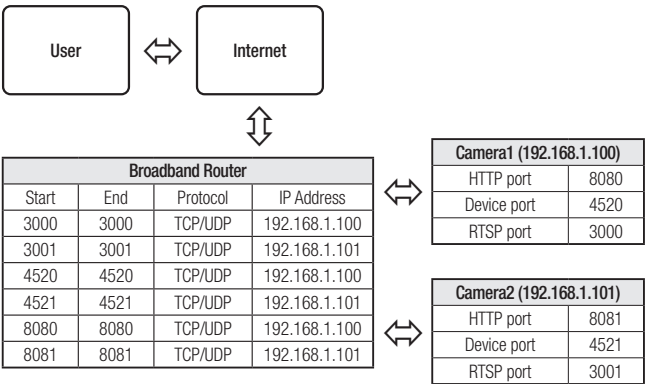 User
Internet
Broadband Router
Start End Protocol IP Address
3000 3000 TCP/UDP 192.168.1.100
3001 3001 TCP/UDP 192.168.1.101
4520 4520 TCP/UDP 192.168.1.100
4521 4521 TCP/UDP 192.168.1.101
8080 8080 TCP/UDP 192.168.1.100
8081 8081 TCP/UDP 192.168.1.101
Camera1 (192.168.1.100)
HTTP port 8080
Device port 4520
RTSP port 3000
Camera2 (192.168.1.101)
HTTP port 8081
Device port 4521
RTSP port 3001